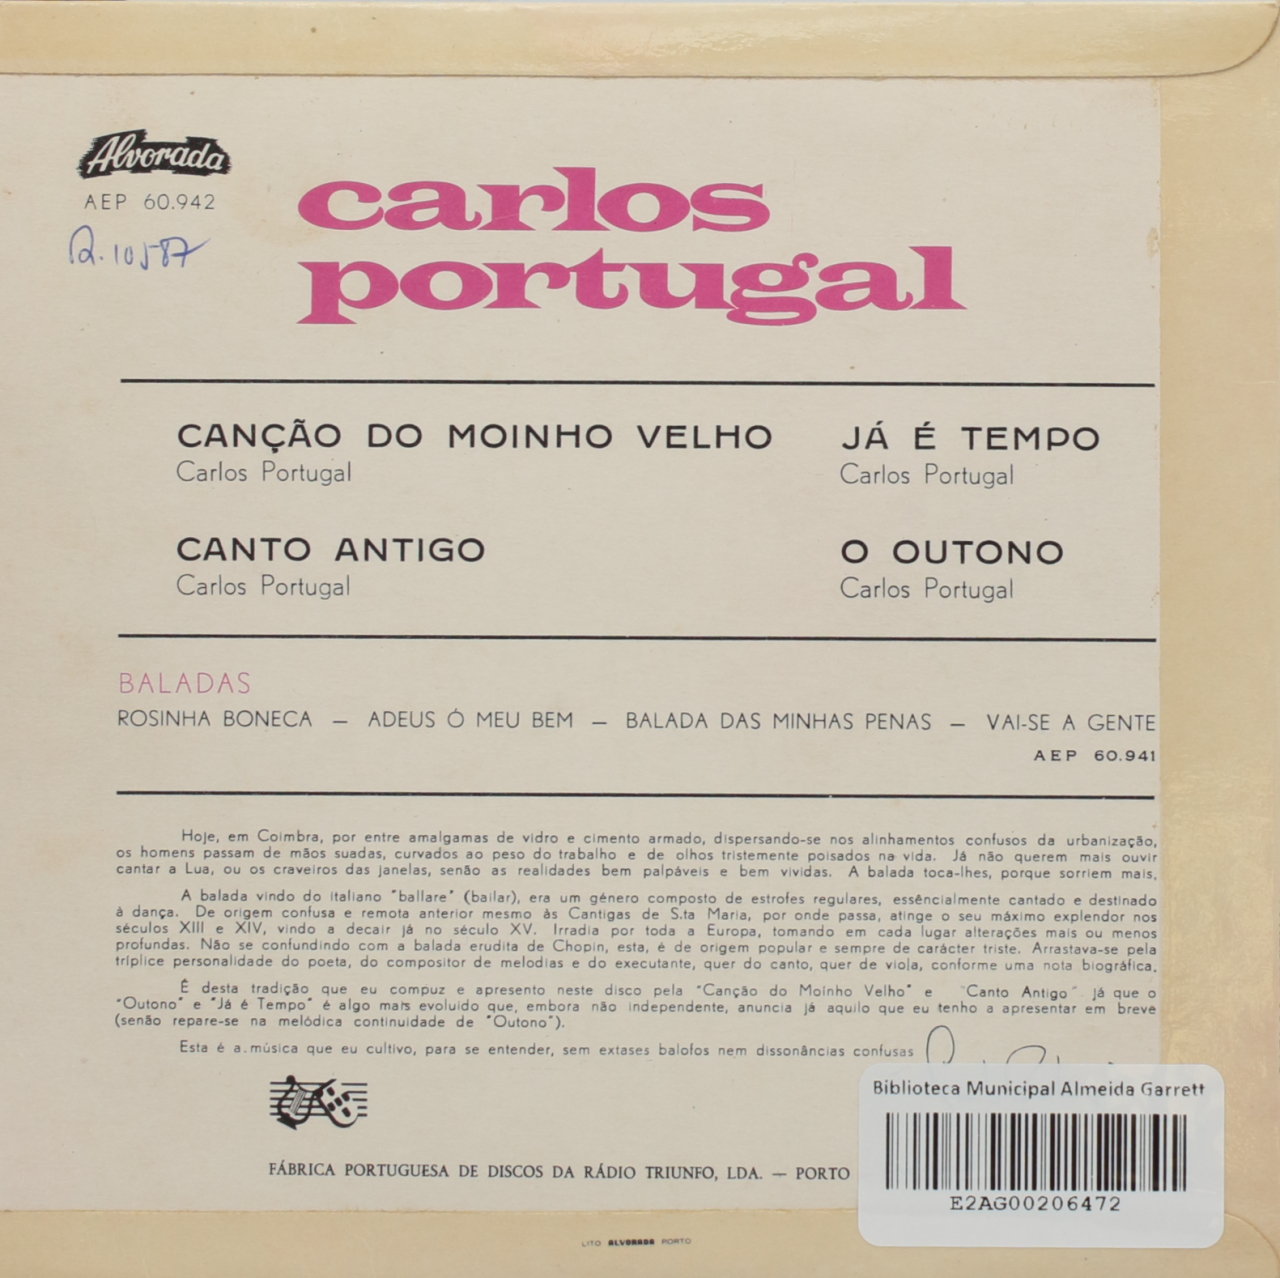 Alvorada
AEP 60.942
R.10587
carlos
portugal
CANÇÃO DO MOINHO VELHO
Carlos Portugal
JÁ É TEMPO
Carlos Portugal
CANTO ANTIGO
Carlos Portugal
O OUTONO
Carlos Portugal
BALADAS
ROSINHA BONECA — ADEUS Ó MEU BEM — BALADA DAS MINHAS PENAS — VAI-SE A GENTE
AEP 60.941
Hoje, em Coimbra, por entre amalgamas de vidro e cimento armado, dispersando-se nos alinhamentos confusos da urbanização,
os homens passam de mãos suadas, curvados ao peso do trabalho e de olhos tristemente poisados na vida. Já não querem mais ouvir
cantar a Lua, ou os craveiros das janelas, senão as realidades bem palpáveis e bem vividas. A balada toca-lhes, porque sorriem mais.
A balada vindo do italiano "ballare" (bailar), era um género composto de estrofes regulares, essêncialmente cantado e destinado
à dança. De origem confusa e remota anterior mesmo às Cantigas de S.ta Maria, por onde passa, atinge o seu máximo explendor nos
séculos XIII e XIV, vindo a decair já no século XV. Irradia por toda a Europa, tomando em cada lugar alterações mais ou menos
profundas. Não se confundindo com a balada erudita de Chopin, esta, é de origem popular e sempre de carácter triste. Arrastava-se pela
tríplice personalidade do poeta, do compositor de melodias e do executante, quer do canto, quer de viola, conforme uma nota biográfica.
É desta tradição que eu compuz e apresento neste disco pela "Canção do Moínho Velho" e "Canto Antigo" já que o
"Outono" e "Já é Tempo" é algo mais evoluido que, embora não independente, anuncia já aquilo que eu tenho a apresentar em breve
(senão repare-se na melódica continuidade de "Outono").
Esta é a música que eu cultivo, para se entender, sem extases balofos nem dissonâncias confusas
Biblioteca Municipal Almeida Garrett
E2AG00206472
FÁBRICA PORTUGUESA DE DISCOS DA RÁDIO TRIUNFO, LDA. — PORTO
LITO ALVORADA PORTO